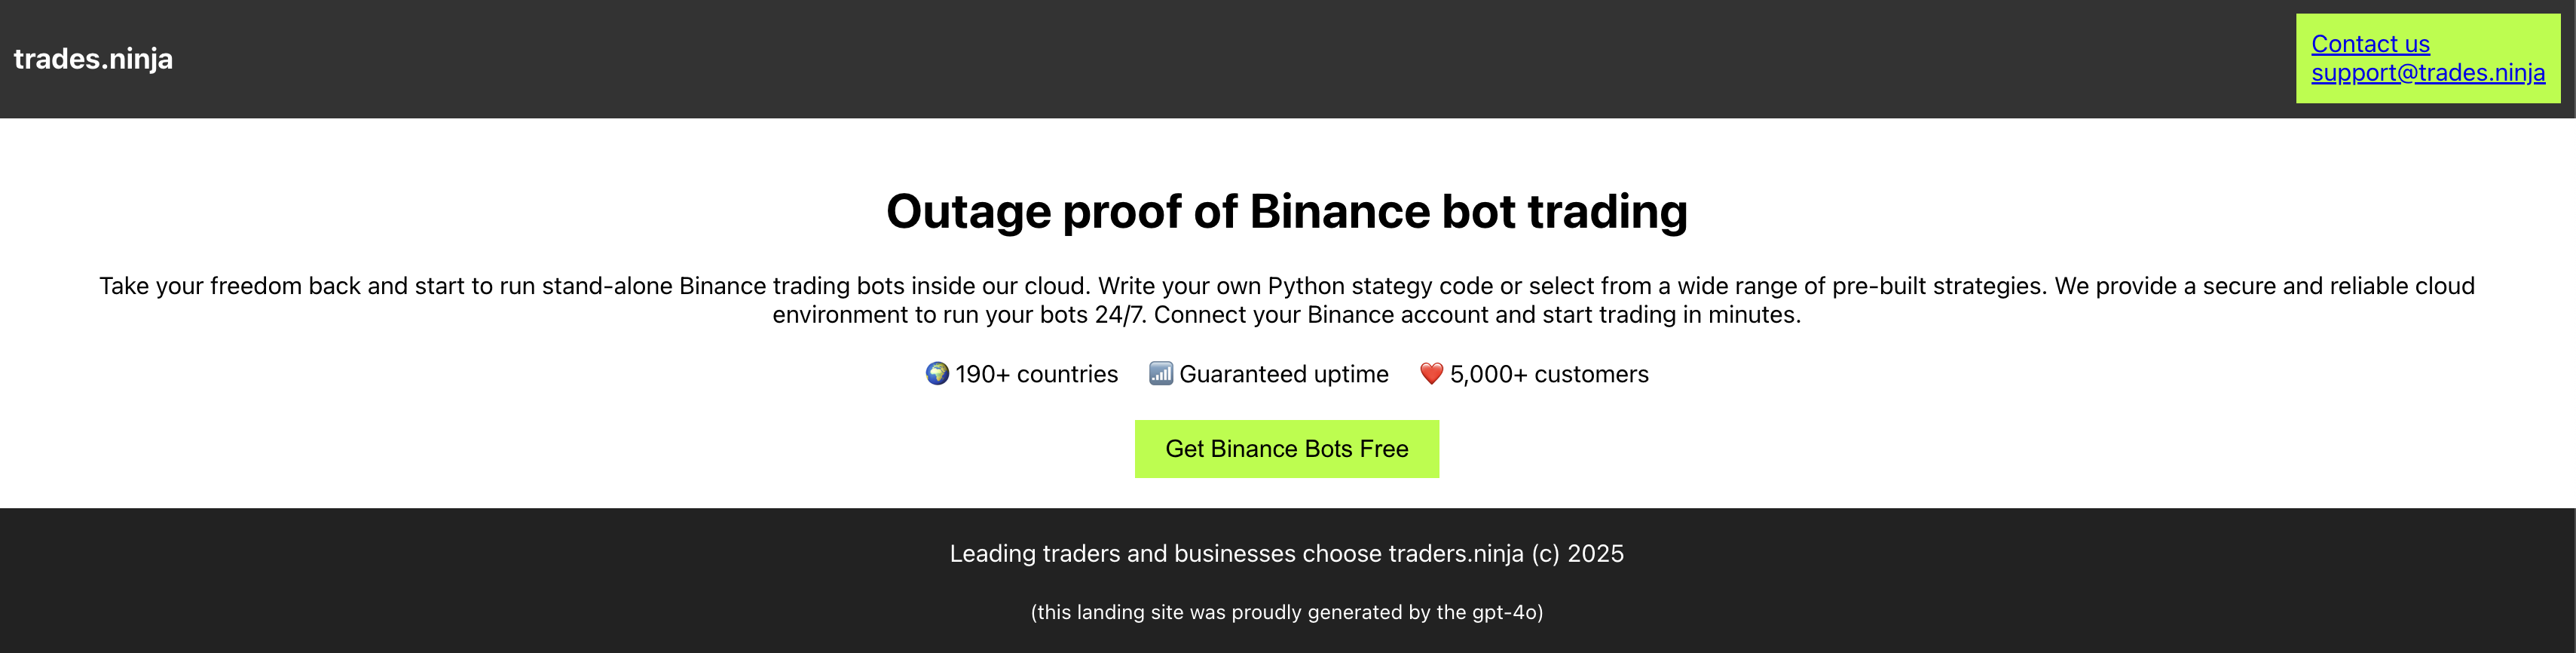 trades.ninja
Contact us
support@trades.ninja
Outage proof of Binance bot trading
Take your freedom back and start to run stand-alone Binance trading bots inside our cloud. Write your own Python stategy code or select from a wide range of pre-built strategies. We provide a secure and reliable cloud
environment to run your bots 24/7. Connect your Binance account and start trading in minutes.
🌍 190+ countries 📶 Guaranteed uptime ❤️ 5,000+ customers
Get Binance Bots Free
Leading traders and businesses choose traders.ninja (c) 2025
(this landing site was proudly generated by the gpt-4o)